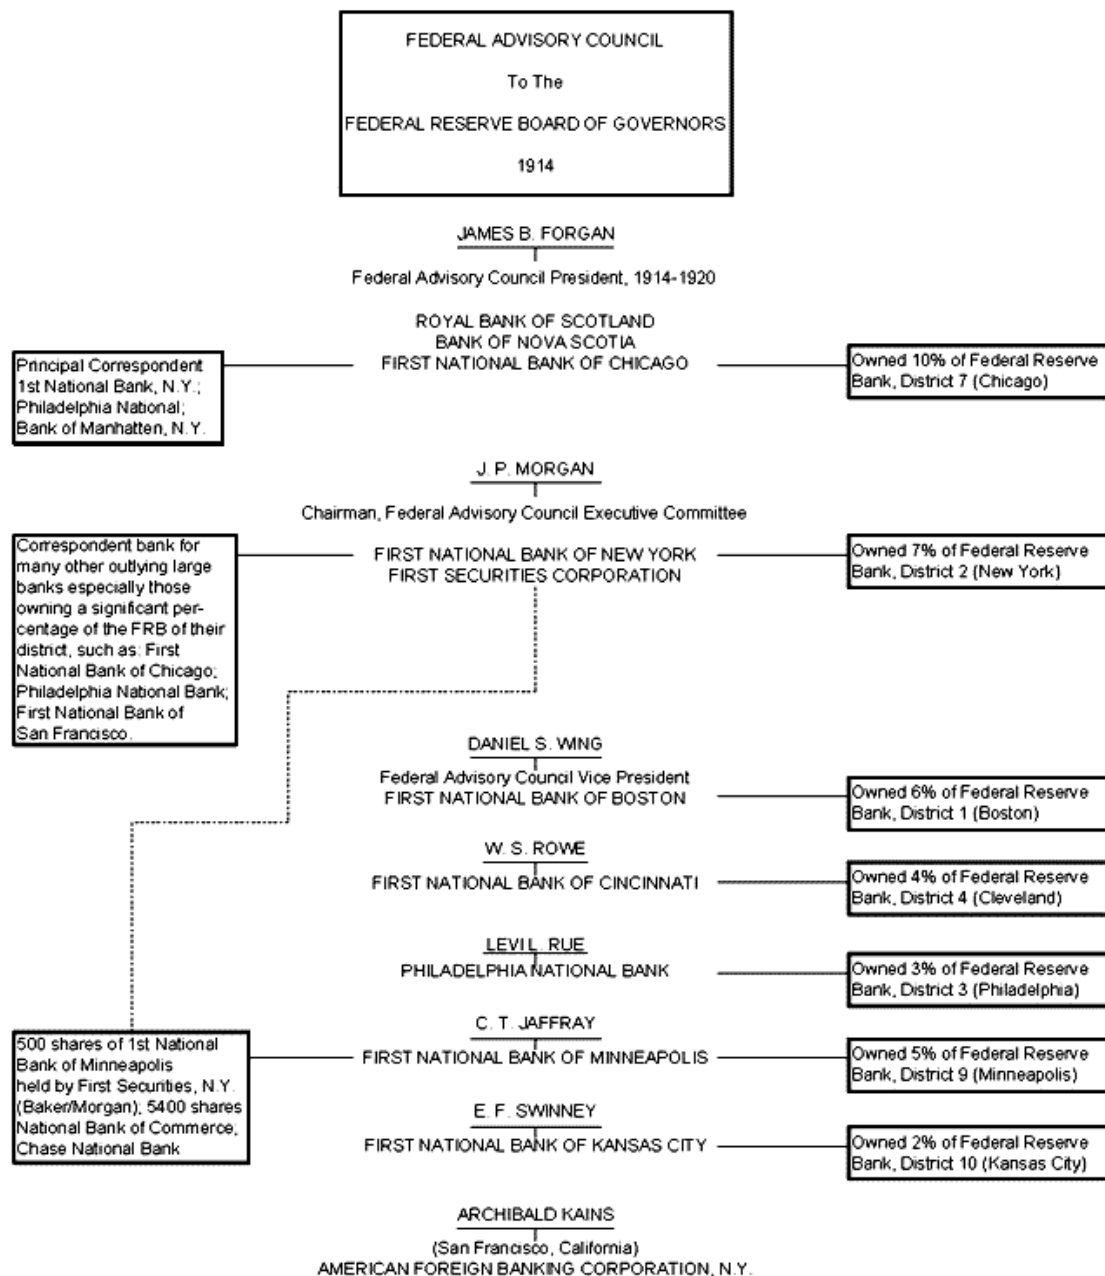 FEDERAL ADVISORY COUNCIL
To The
FEDERAL RESERVE BOARD OF GOVERNORS
1914
JAMES B. FORGAN
Federal Advisory Council President, 1914-1920
ROYAL BANK OF SCOTLAND
BANK OF NOVA SCOTIA
FIRST NATIONAL BANK OF CHICAGO
Principal Correspondent
1st National Bank, N.Y.;
Philadelphia National;
Bank of Manhatten, N.Y.
Owned 10% of Federal Reserve
Bank, District 7 (Chicago)
J. P. MORGAN
Chairman, Federal Advisory Council Executive Committee
FIRST NATIONAL BANK OF NEW YORK
FIRST SECURITIES CORPORATION
Correspondent bank for
many other outlying large
banks especially those
owning a significant per-
centage of the FRB of their
district, such as: First
National Bank of Chicago;
Philadelphia National Bank;
First National Bank of
San Francisco.
Owned 7% of Federal Reserve
Bank, District 2 (New York)
DANIEL S. WING
Federal Advisory Council Vice President
FIRST NATIONAL BANK OF BOSTON
Owned 6% of Federal Reserve
Bank, District 1 (Boston)
W. S. ROWE
FIRST NATIONAL BANK OF CINCINNATI
Owned 4% of Federal Reserve
Bank, District 4 (Cleveland)
LEVI L. RUE
PHILADELPHIA NATIONAL BANK
Owned 3% of Federal Reserve
Bank, District 3 (Philadelphia)
C. T. JAFFRAY
FIRST NATIONAL BANK OF MINNEAPOLIS
500 shares of 1st National
Bank of Minneapolis
held by First Securities, N.Y.
(Baker/Morgan); 5400 shares
National Bank of Commerce;
Chase National Bank
Owned 5% of Federal Reserve
Bank, District 9 (Minneapolis)
E. F. SWINNEY
FIRST NATIONAL BANK OF KANSAS CITY
Owned 2% of Federal Reserve
Bank, District 10 (Kansas City)
ARCHIBALD KAINS
(San Francisco, California)
AMERICAN FOREIGN BANKING CORPORATION, N.Y.